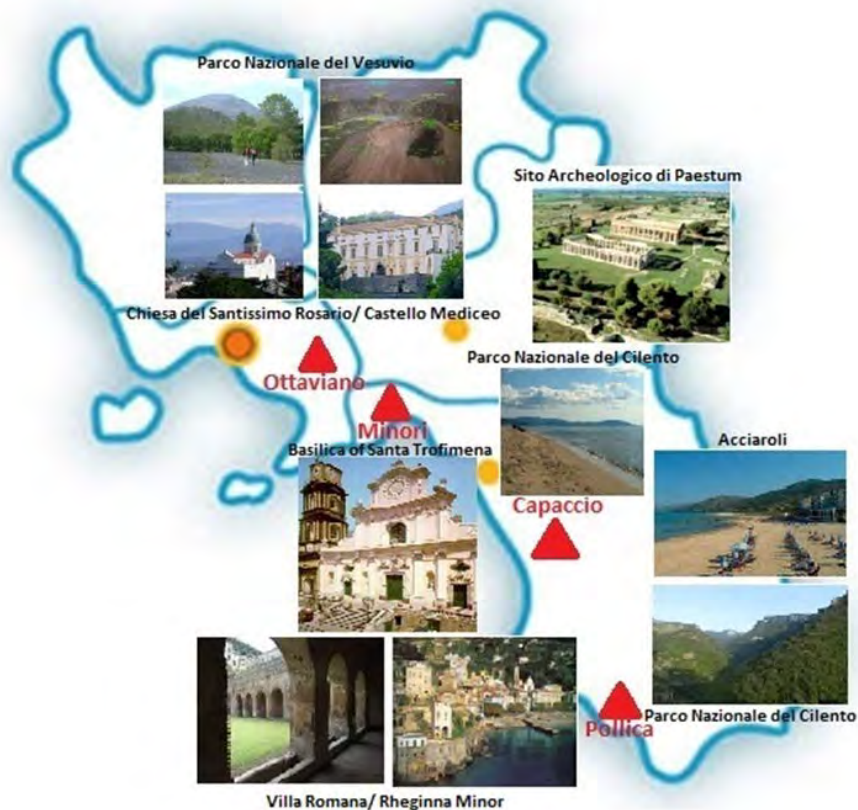 Parco Nazionale del Vesuvio
Sito Archeologico di Paestum
Chiesa del Santissimo Rosario/ Castello Mediceo
Parco Nazionale del Cilento
Ottaviano
Minori
Basilica of Santa Trofimena
Acciaroli
Capaccio
Parco Nazionale del Cilento
Pollica
Villa Romana/ Rheginna Minor